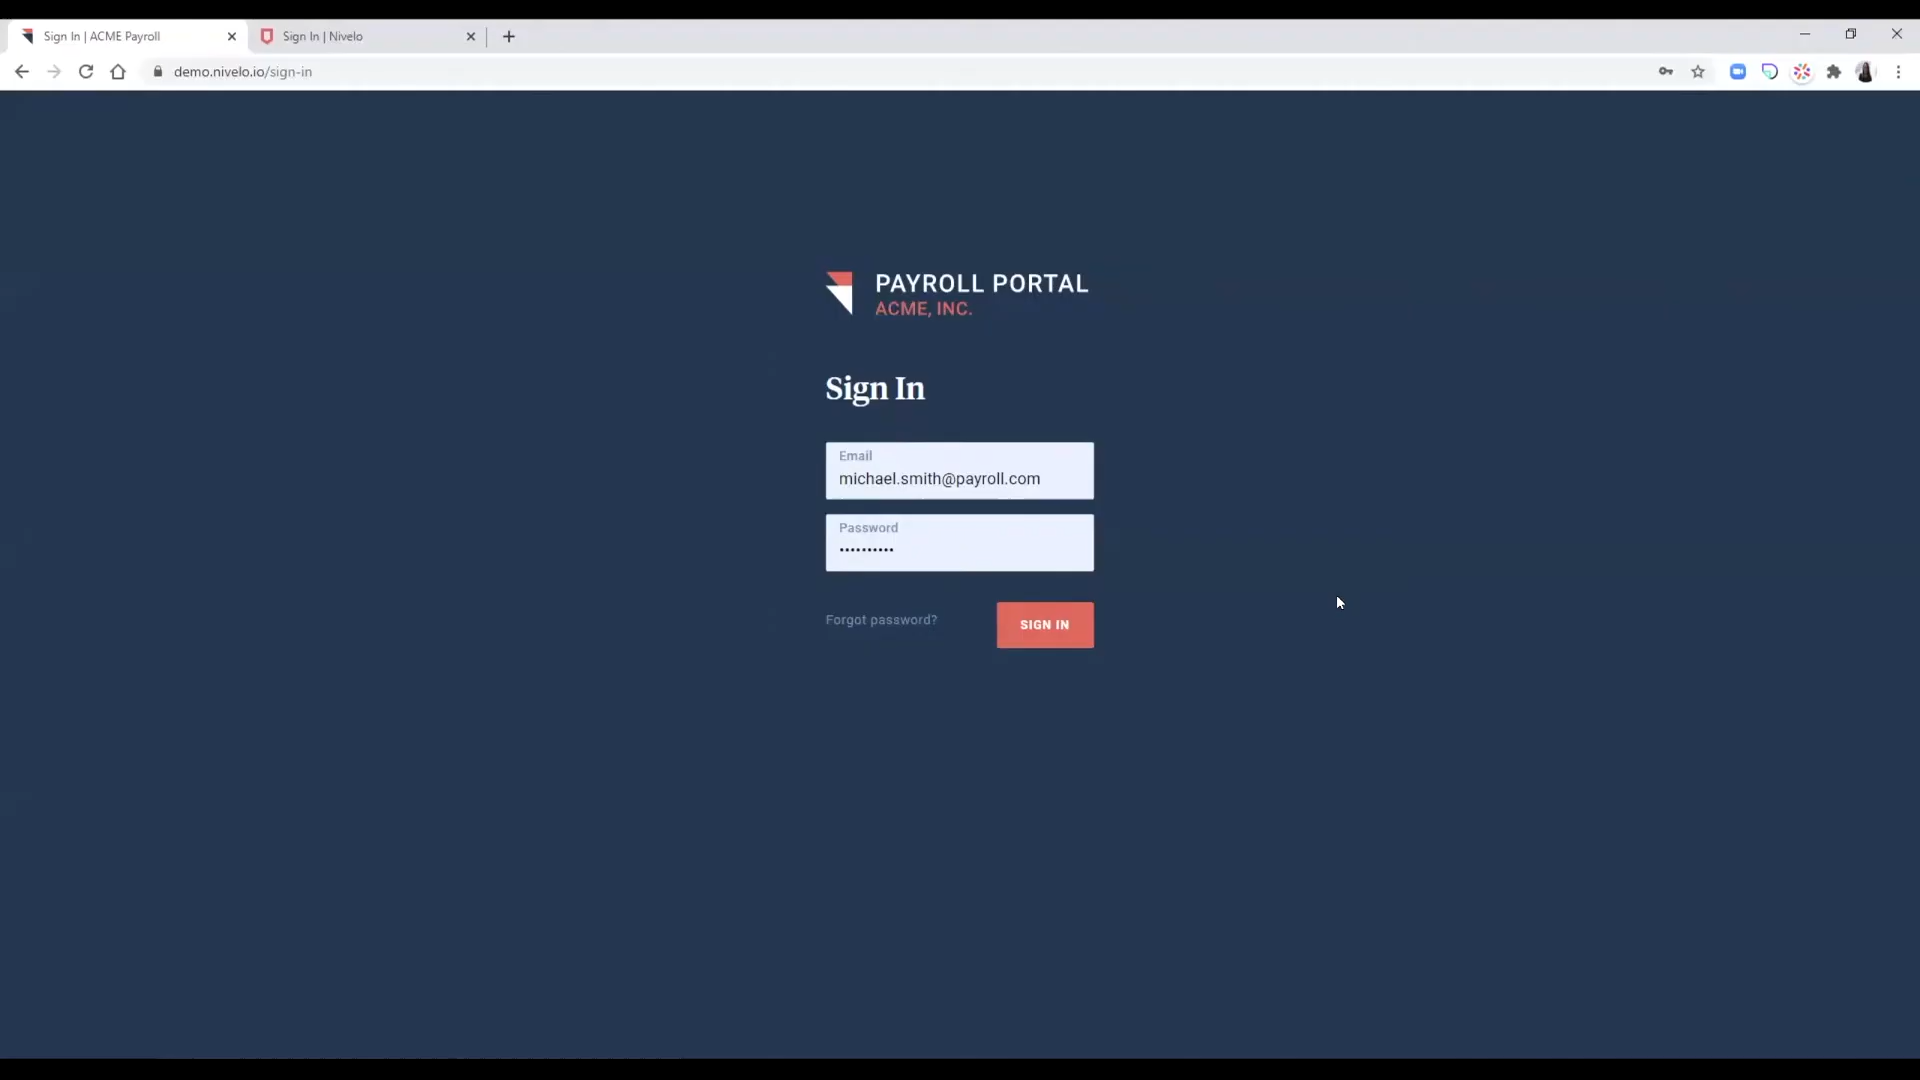 Sign In | ACME Payroll
Sign In | Nivelo
demo.nivelo.io/sign-in
PAYROLL PORTAL
ACME, INC.
Sign In
Email
michael.smith@payroll.com
Password
••••••••••
Forgot password?
SIGN IN